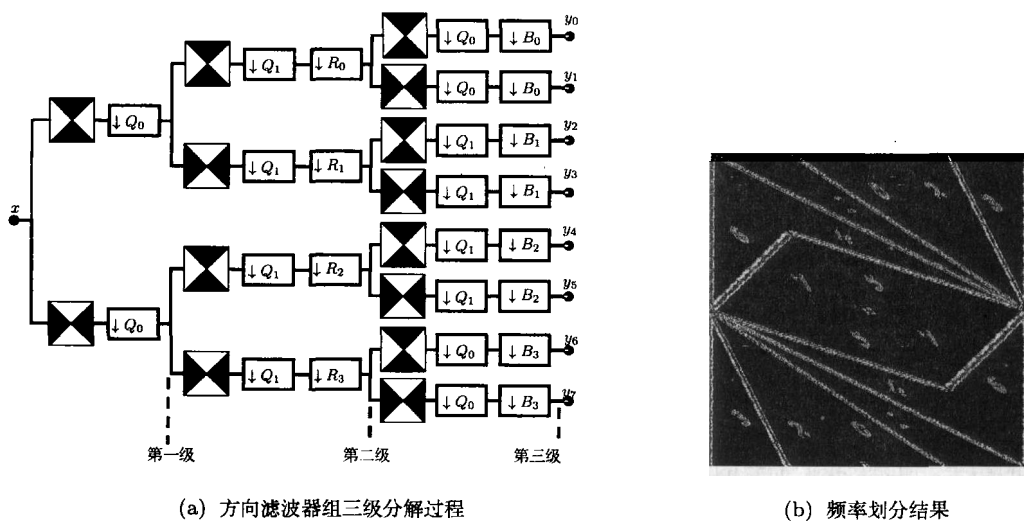 ↓Q₀ ↓B₀ y₀
↓Q₁ ↓R₀
↓Q₀ ↓B₀ y₁
↓Q₀
↓Q₁ ↓B₁ y₂
↓Q₁ ↓R₁
↓Q₁ ↓B₁ y₃
x
↓Q₁ ↓B₂ y₄
↓Q₁ ↓R₂
↓Q₁ ↓B₂ y₅
↓Q₀
↓Q₀ ↓B₃ y₆
↓Q₁ ↓R₃
↓Q₀ ↓B₃ y₇
第一级 第二级 第三级
(a) 方向滤波器组三级分解过程
(b) 频率划分结果